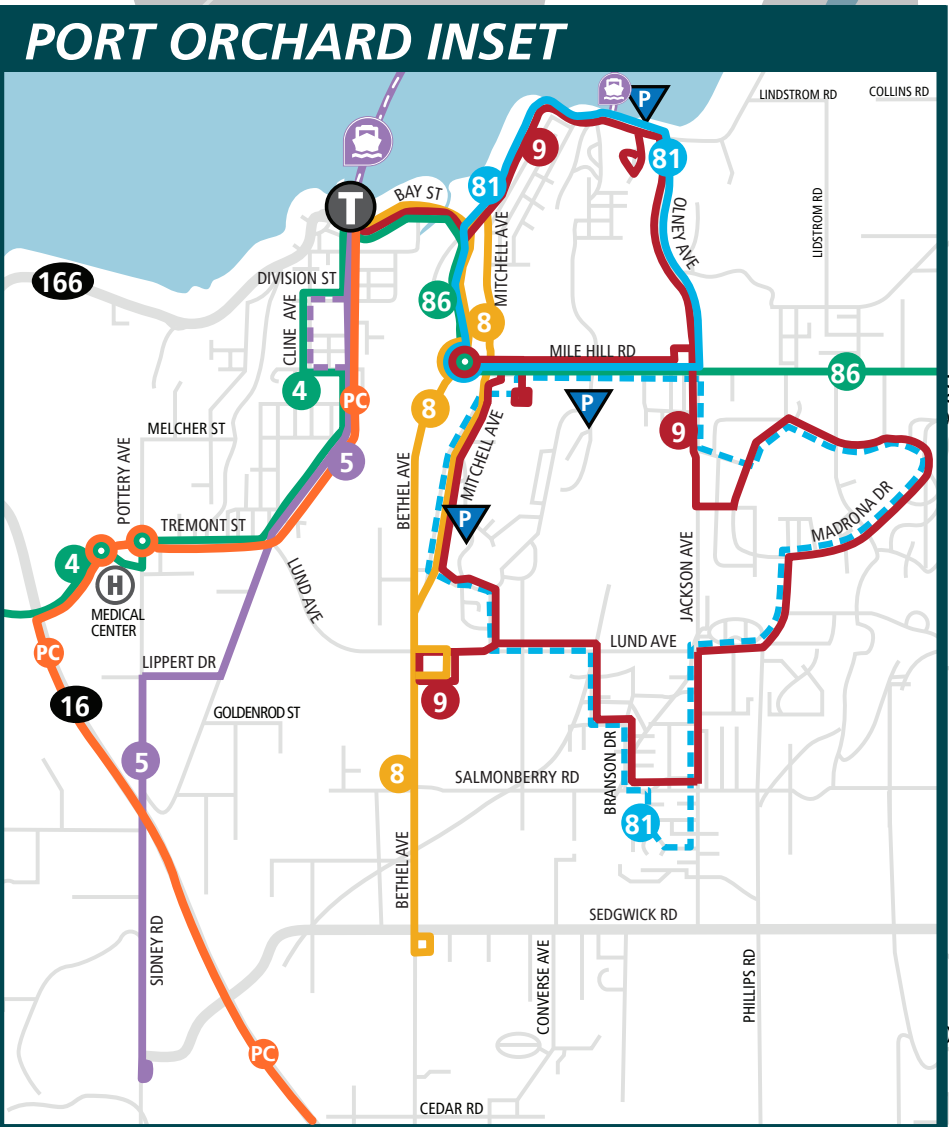 PORT ORCHARD INSET
LINDSTROM RD
COLLINS RD
P
9
81
81
T
BAY ST
MITCHELL AVE
OLNEY AVE
LIDSTROM RD
166
DIVISION ST
CLINE AVE
86
8
MILE HILL RD
86
4
PC
8
P
9
MELCHER ST
5
POTTERY AVE
BETHEL AVE
MITCHELL AVE
TREMONT ST
P
MADRONA DR
4
H
MEDICAL
CENTER
LUND AVE
JACKSON AVE
LUND AVE
PC
LIPPERT DR
16
9
GOLDENROD ST
5
8
SALMONBERRY RD
BRANSON DR
81
BETHEL AVE
SEDGWICK RD
SIDNEY RD
CONVERSE AVE
PHILLIPS RD
PC
CEDAR RD